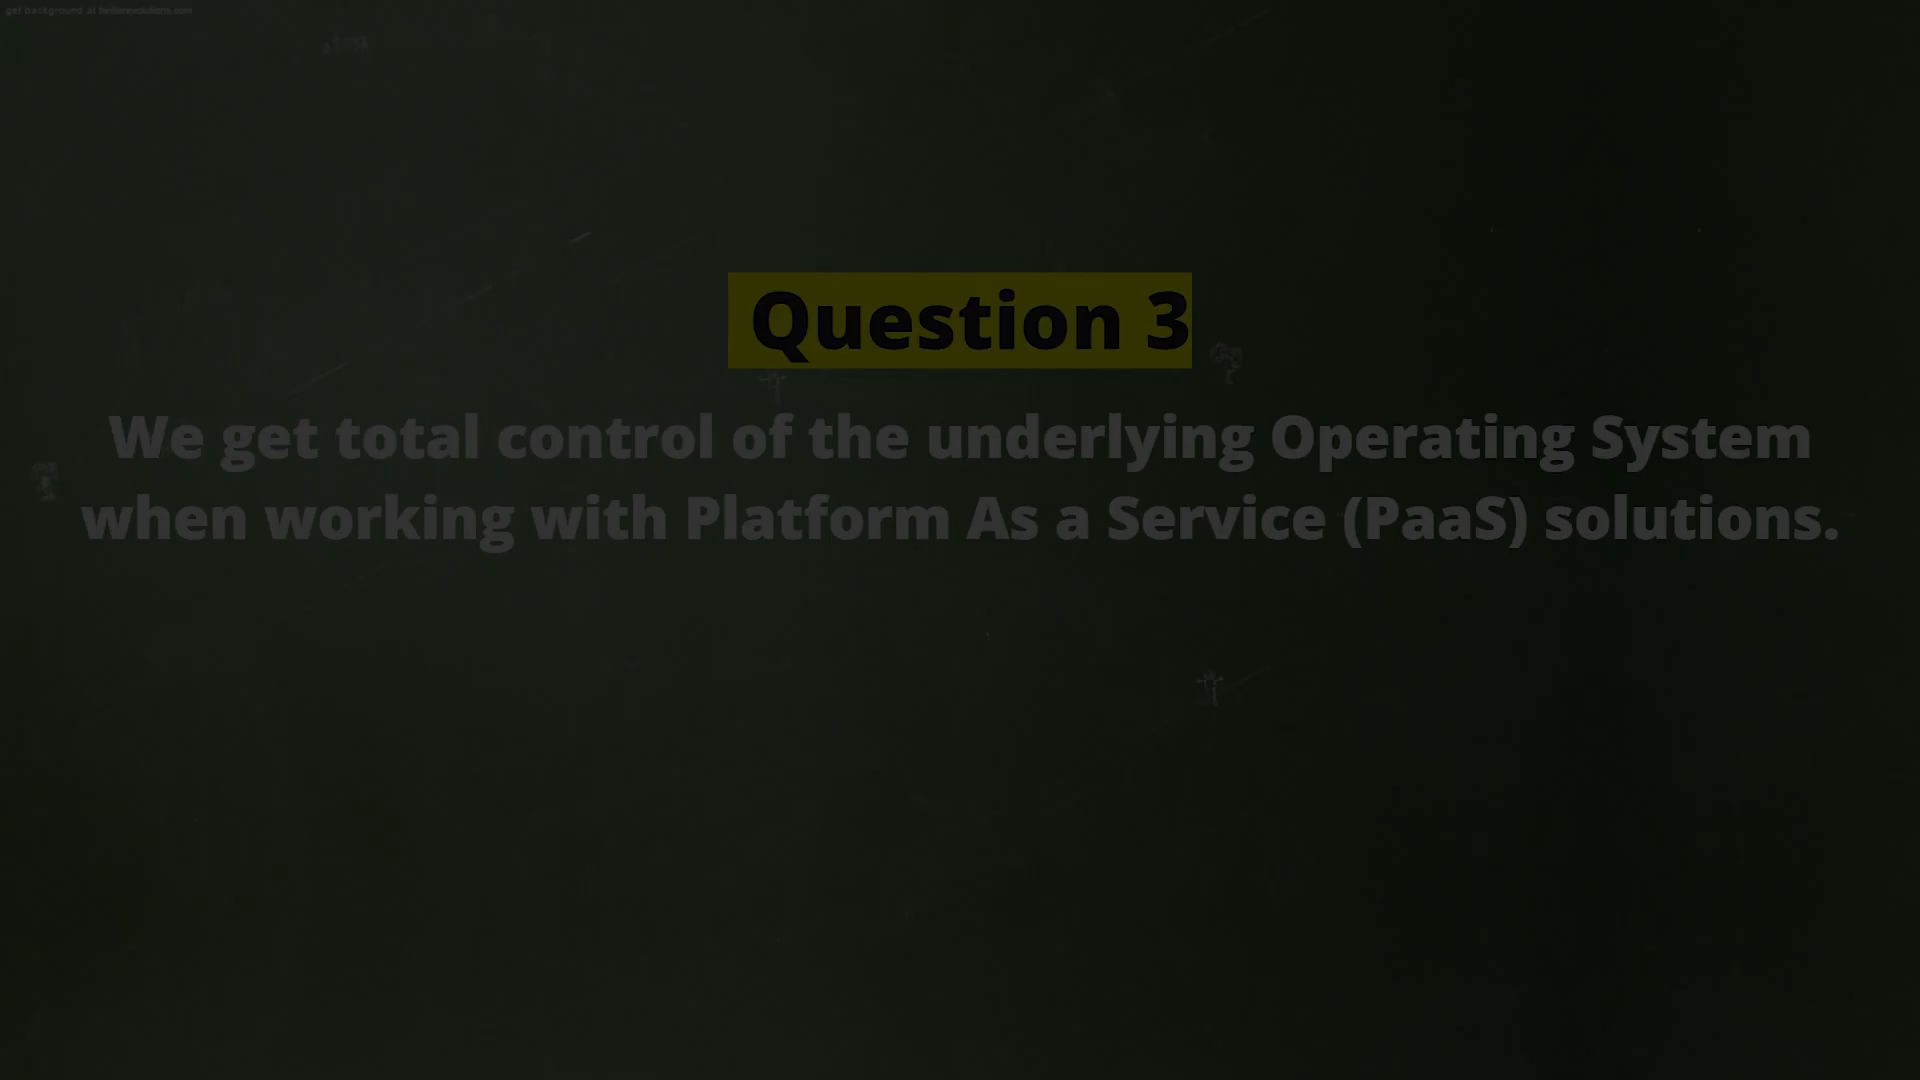 Question 3
We get total control of the underlying Operating System
when working with Platform As a Service (PaaS) solutions.